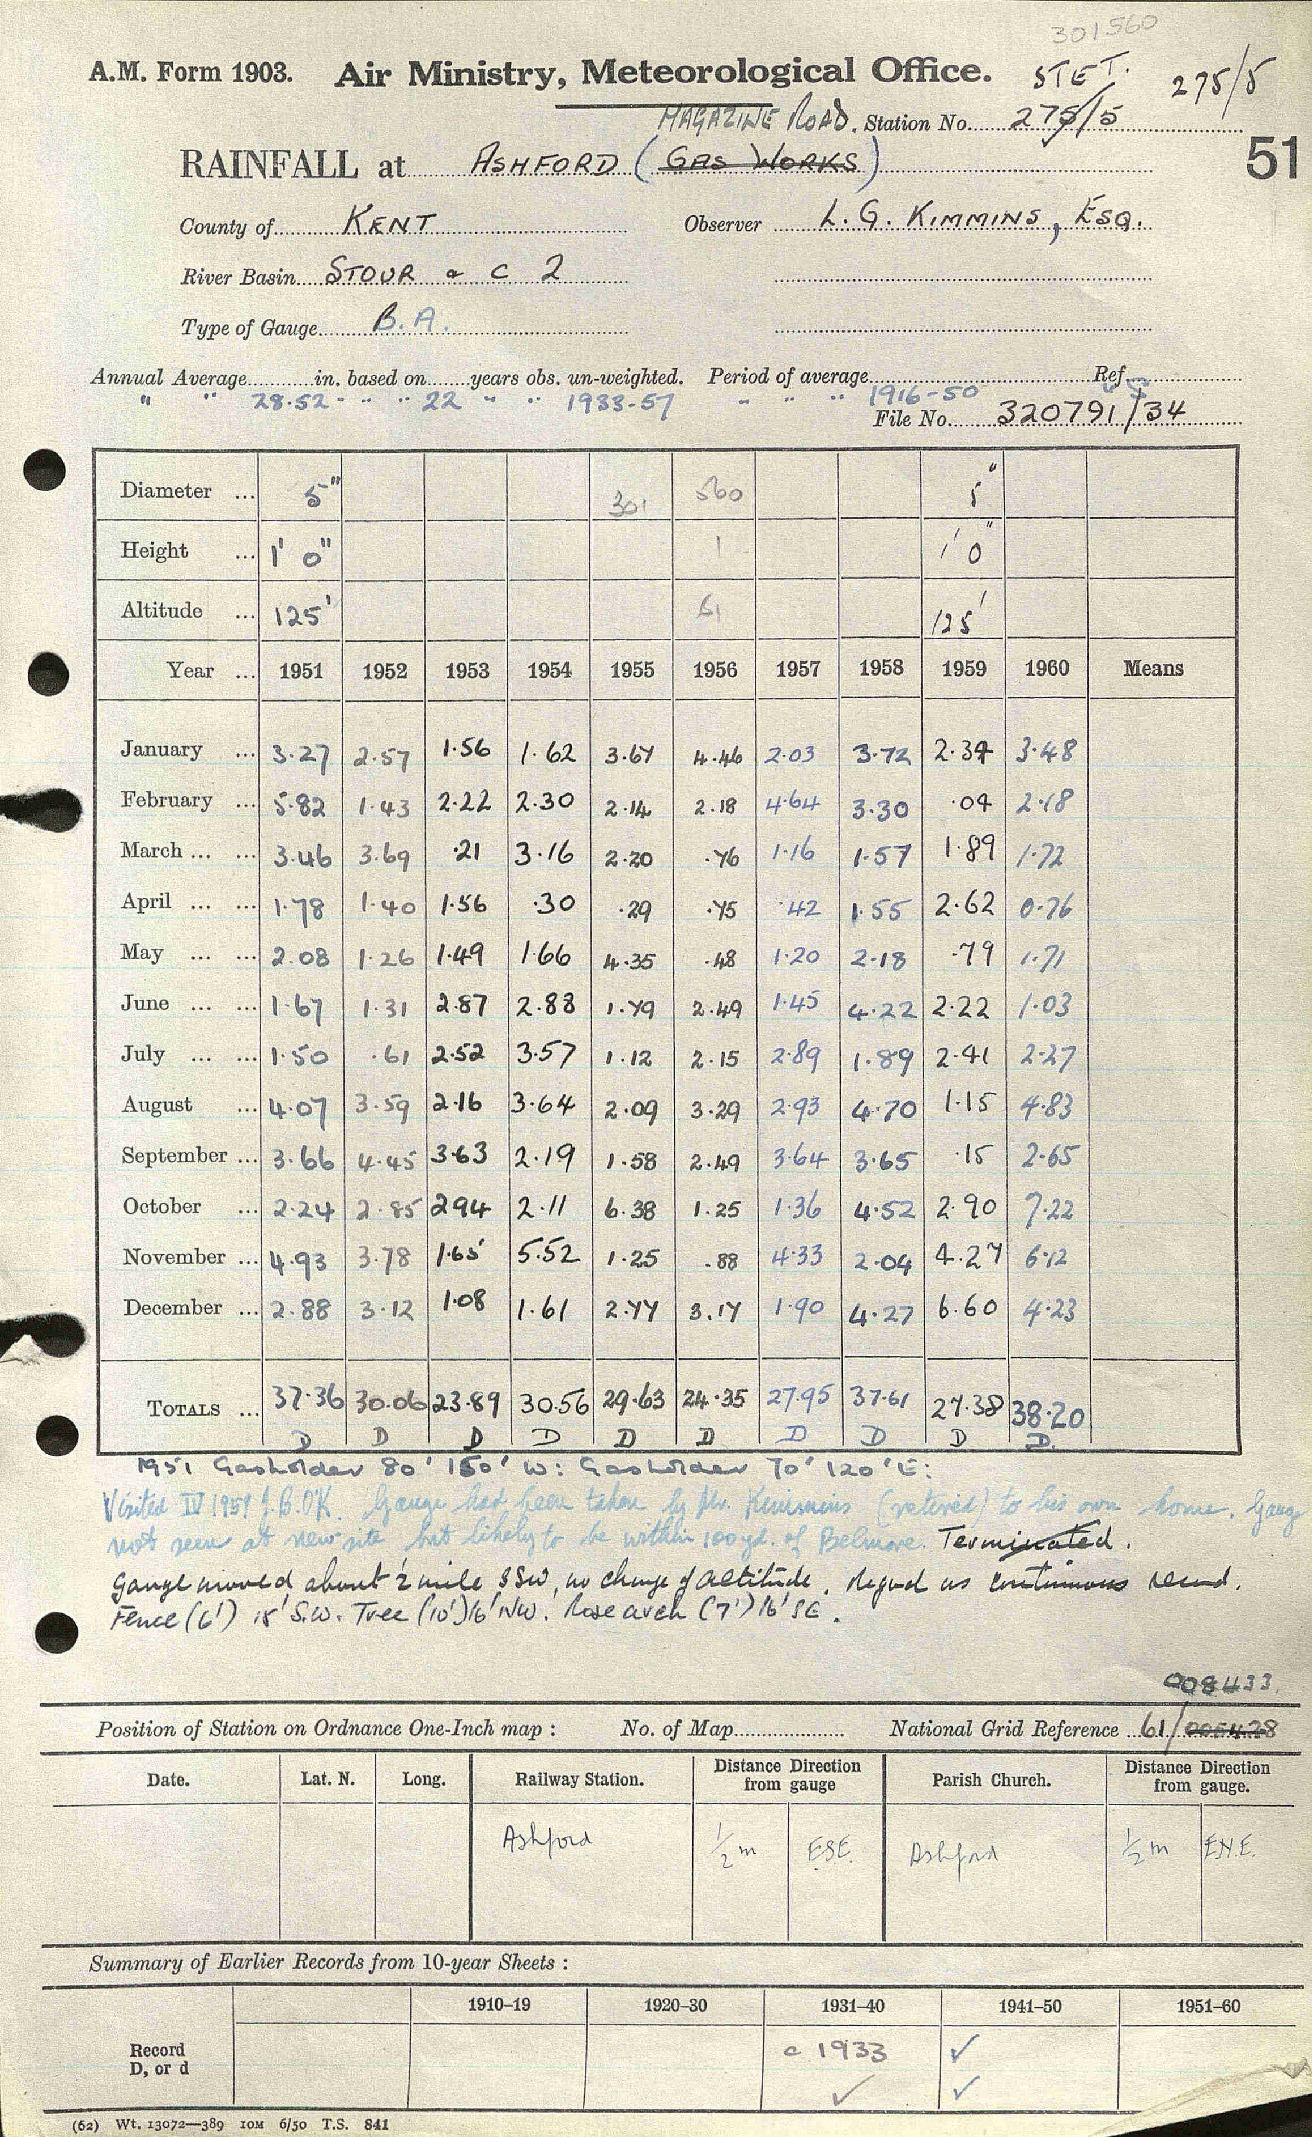 301560
A.M. Form 1903. Air Ministry, Meteorological Office. STET. 275/5
MAGAZINE ROAD. Station No. 275/5
RAINFALL at ASHFORD (GAS WORKS) 51
County of KENT Observer L.G. KIMMINS, ESQ.
River Basin STOUR & C 2
Type of Gauge B.A.
Annual Average in. based on years obs. un-weighted. Period of average Ref
" " 28.52 " " 22 " " 1933-57 " " " 1916-50
File No. 320791/34
Diameter ... 5" 301 560 5"
Height ... 1' 0" 1 1' 0"
Altitude ... 125' 61 125'
Year ... 1951 1952 1953 1954 1955 1956 1957 1958 1959 1960 Means
January ... 3.27 2.57 1.56 1.62 3.67 4.46 2.03 3.72 2.34 3.48
February ... 5.82 1.43 2.22 2.30 2.14 2.18 4.64 3.30 .04 2.18
March ... ... 3.46 3.69 .21 3.16 2.20 .76 1.16 1.57 1.89 1.72
April ... ... 1.78 1.40 1.56 .30 .29 .75 .42 1.55 2.62 0.76
May ... ... 2.08 1.26 1.49 1.66 4.35 .48 1.20 2.18 .79 1.71
June ... ... 1.67 1.31 2.87 2.88 1.79 2.49 1.45 4.22 2.22 1.03
July ... ... 1.50 .61 2.52 3.57 1.12 2.15 2.89 1.89 2.41 2.27
August ... 4.07 3.59 2.16 3.64 2.09 3.29 2.93 4.70 1.15 4.83
September ... 3.66 4.45 3.63 2.19 1.58 2.49 3.64 3.65 .15 2.65
October ... 2.24 2.85 2.94 2.11 6.38 1.25 1.36 4.52 2.90 7.22
November ... 4.93 3.78 1.65 5.52 1.25 .88 4.33 2.04 4.27 6.12
December ... 2.88 3.12 1.08 1.61 2.77 3.17 1.90 4.27 6.60 4.23
TOTALS ... 37.36 30.06 23.89 30.56 29.63 24.35 27.95 37.61 27.38 38.20
D D D D D D D D D D
1951 Gasholder 80' 150' W: Gasholder 70' 120' E:
Visited IV 1959 J.B.O'K. Gauge had been taken by Mr. Kimmins (retired) to his own home. Gauge
not seen at new site but likely to be within 100yd. of Belmore. Terminated.
Gauge moved about ½ mile SSW, no change of altitude. Regard as continuous record.
Fence (6') 15' S.W. Tree (10') 16' NW. Rose arch (7') 16' SE.
008433
Position of Station on Ordnance One-Inch map : No. of Map National Grid Reference 61/005428
Date. Lat. N. Long. Railway Station. Distance Direction from gauge Parish Church. Distance Direction from gauge.
Ashford ½ m ESE. Ashford ½ m E.N.E.
Summary of Earlier Records from 10-year Sheets :
1910–19 1920–30 1931–40 1941–50 1951–60
Record c 1933 ✓
D, or d ✓ ✓
(62) Wt. 13072—389 10M 6/50 T.S. 841